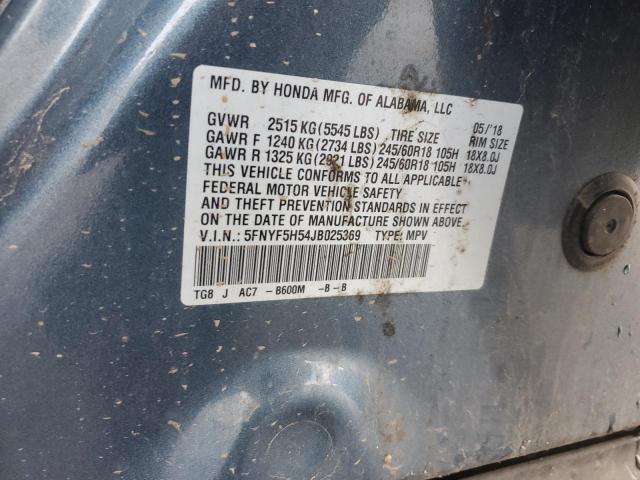 MFD. BY HONDA MFG. OF ALABAMA, LLC
GVWR 2515 KG (5545 LBS) TIRE SIZE 05/'18 RIM SIZE
GAWR F 1240 KG (2734 LBS) 245/60R18 105H 18X8.0J
GAWR R 1325 KG (2921 LBS) 245/60R18 105H 18X8.0J
THIS VEHICLE CONFORMS TO ALL APPLICABLE
FEDERAL MOTOR VEHICLE SAFETY
AND THEFT PREVENTION STANDARDS IN EFFECT
ON THE DATE OF MANUFACTURE SHOWN ABOVE.
V.I.N.: 5FNYF5H54JB025369 TYPE: MPV
TG8 J AC7 -B600M -B-B